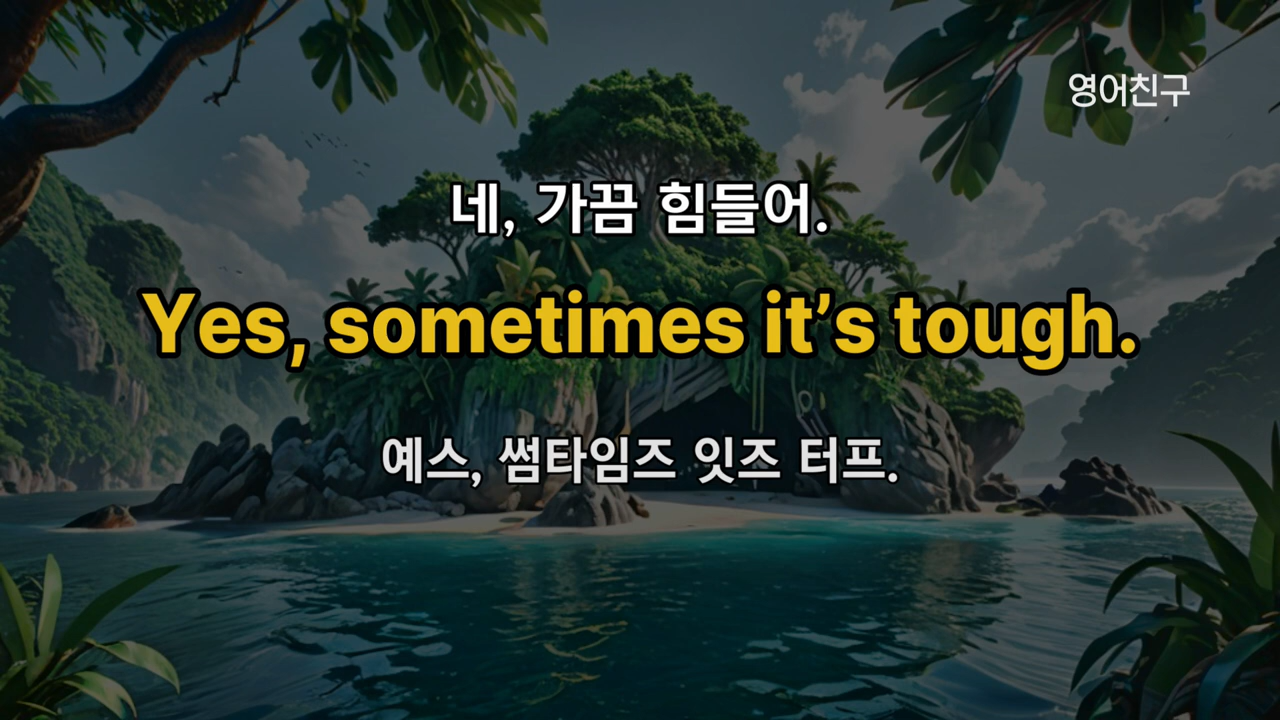 영어친구
네, 가끔 힘들어.
Yes, sometimes it’s tough.
예스, 썸타임즈 잇즈 터프.